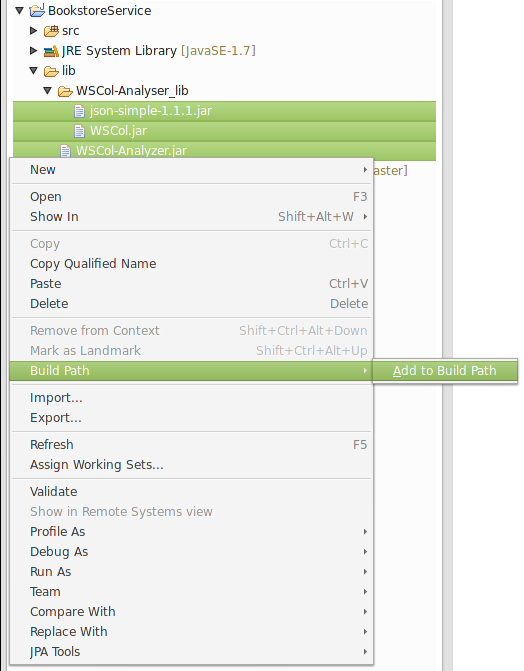 BookstoreService
src
JRE System Library [JavaSE-1.7]
lib
WSCol-Analyser_lib
json-simple-1.1.1.jar
WSCol.jar
WSCol-Analyzer.jar
aster]
New
Open F3
Show In Shift+Alt+W
Copy Ctrl+C
Copy Qualified Name
Paste Ctrl+V
Delete Delete
Remove from Context Shift+Ctrl+Alt+Down
Mark as Landmark Shift+Ctrl+Alt+Up
Build Path Add to Build Path
Import...
Export...
Refresh F5
Assign Working Sets...
Validate
Show in Remote Systems view
Profile As
Debug As
Run As
Team
Compare With
Replace With
JPA Tools